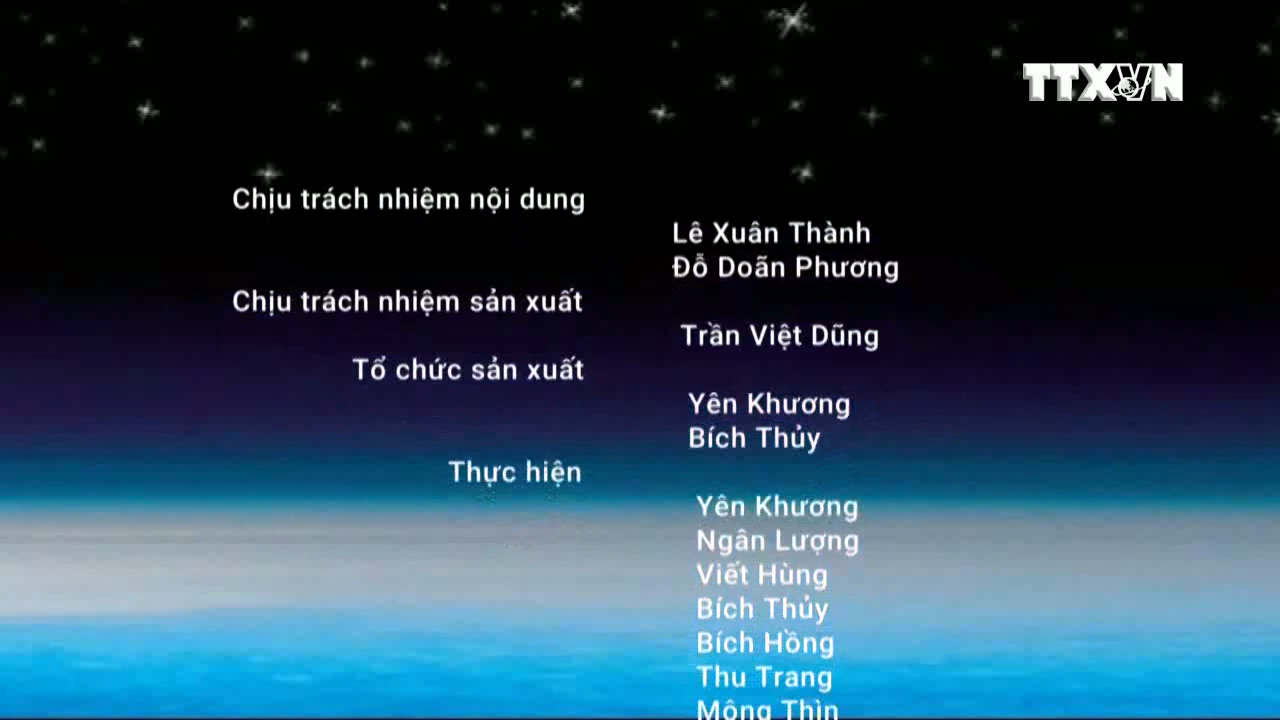 TTXVN
Chịu trách nhiệm nội dung
Lê Xuân Thành
Đỗ Doãn Phương
Chịu trách nhiệm sản xuất
Trần Việt Dũng
Tổ chức sản xuất
Yên Khương
Bích Thủy
Thực hiện
Yên Khương
Ngân Lượng
Viết Hùng
Bích Thủy
Bích Hồng
Thu Trang
Mông Thìn